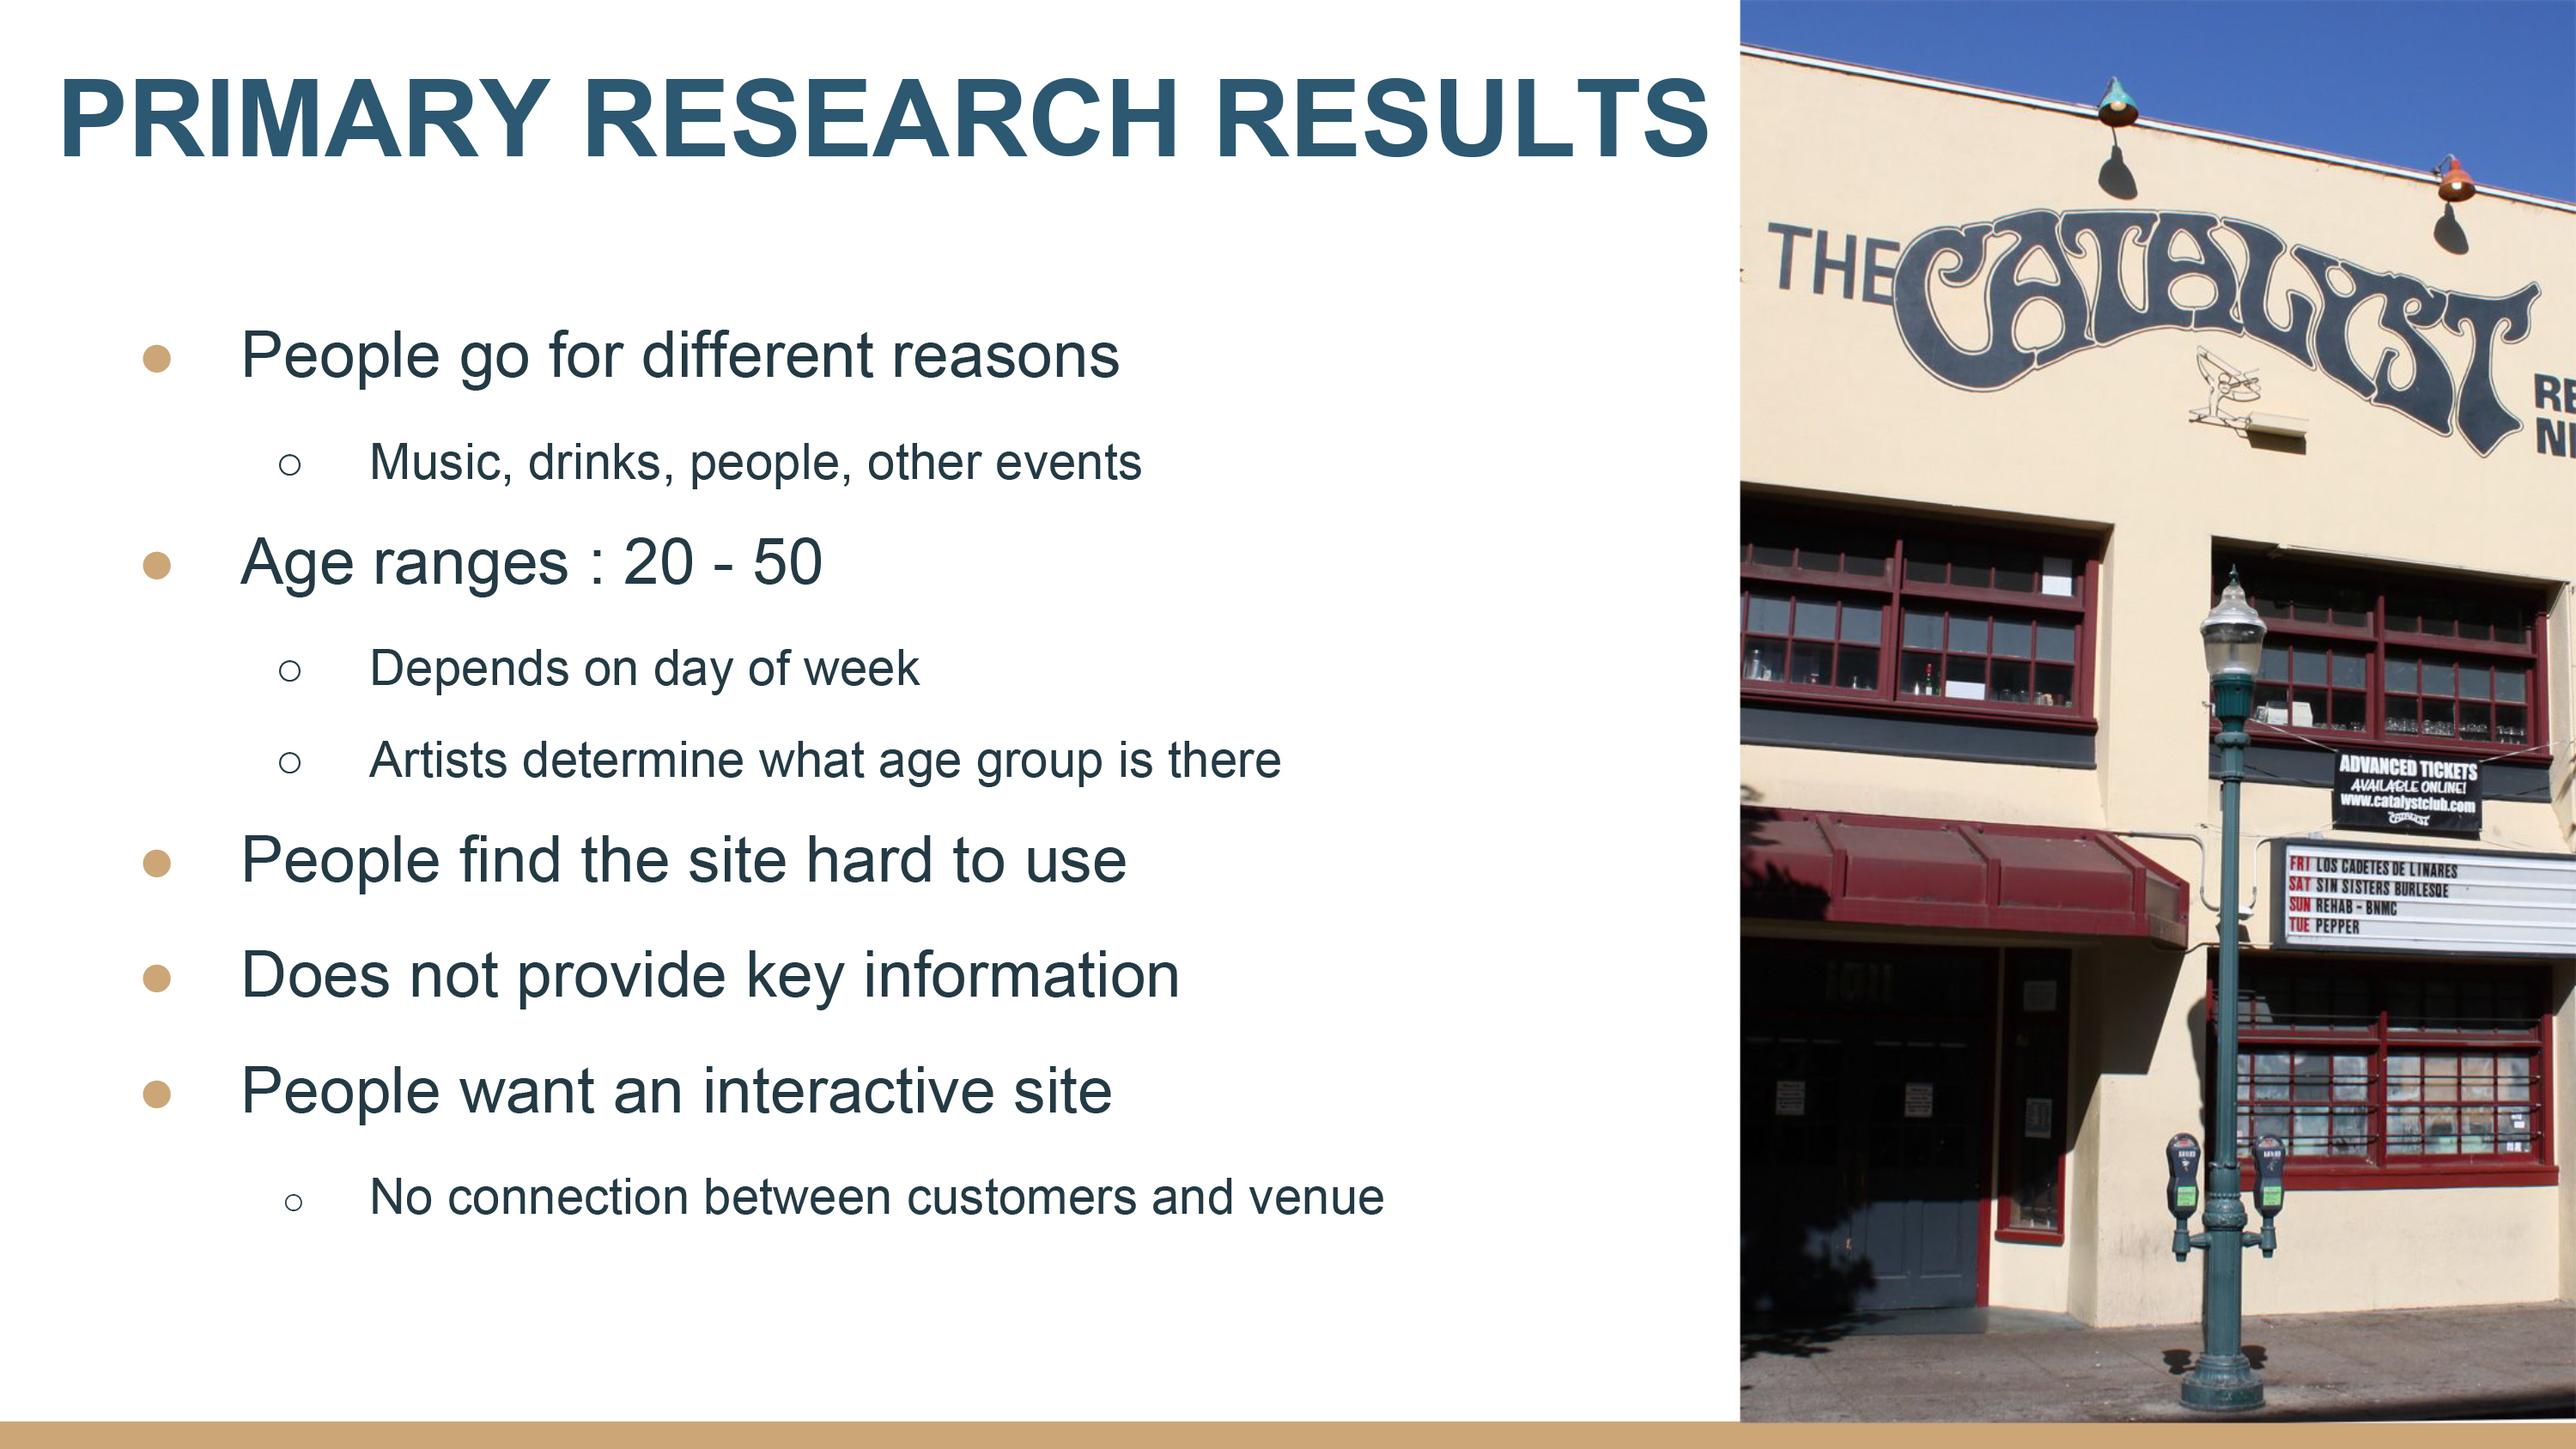 PRIMARY RESEARCH RESULTS
● People go for different reasons
○ Music, drinks, people, other events
● Age ranges : 20 - 50
○ Depends on day of week
○ Artists determine what age group is there
● People find the site hard to use
● Does not provide key information
● People want an interactive site
○ No connection between customers and venue
THE CATALYST
RE
NI
ADVANCED TICKETS
AVAILABLE ONLINE!
www.catalystclub.com
CATALYST
FRI LOS CADETES DE LINARES
SAT SIN SISTERS BURLESQE
SUN REHAB - BNMC
TUE PEPPER
1011